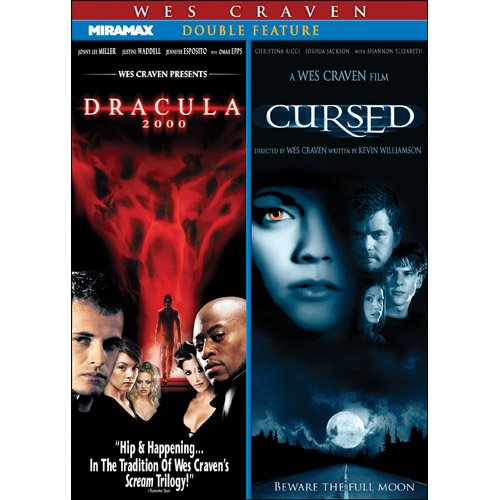 WES CRAVEN
MIRAMAX DOUBLE FEATURE
JONNY LEE MILLER JUSTINE WADDELL JENNIFER ESPOSITO WITH OMAR EPPS
WES CRAVEN PRESENTS
DRACULA
2000
"Hip & Happening...
In The Tradition Of Wes Craven's
Scream Trilogy!"
-Toronto Sun
CHRISTINA RICCI JOSHUA JACKSON WITH SHANNON ELIZABETH
A WES CRAVEN FILM
CURSED
DIRECTED BY WES CRAVEN WRITTEN BY KEVIN WILLIAMSON
BEWARE THE FULL MOON